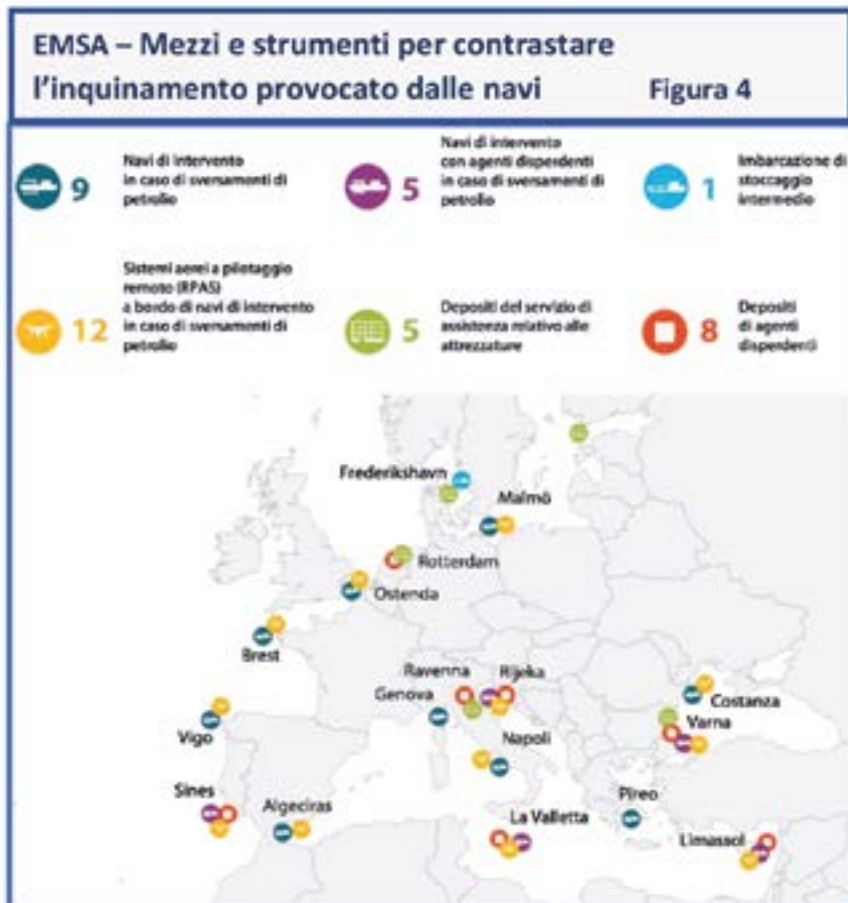 EMSA – Mezzi e strumenti per contrastare
l'inquinamento provocato dalle navi Figura 4
9
Navi di intervento
in caso di sversamenti di
petrolio
5
Navi di intervento
con agenti disperdenti
in caso di sversamenti di
petrolio
1
Imbarcazione di
stoccaggio
intermedio
12
Sistemi aerei a pilotaggio
remoto (RPAS)
a bordo di navi di intervento
in caso di sversamenti di
petrolio
5
Depositi del servizio di
assistenza relativo alle
attrezzature
8
Depositi
di agenti
disperdenti
Frederikshavn
Malmö
Rotterdam
Ostenda
Brest
Ravenna
Rijeka
Genova
Costanza
Varna
Vigo
Napoli
Sines
Algeciras
La Valletta
Pireo
Limassol